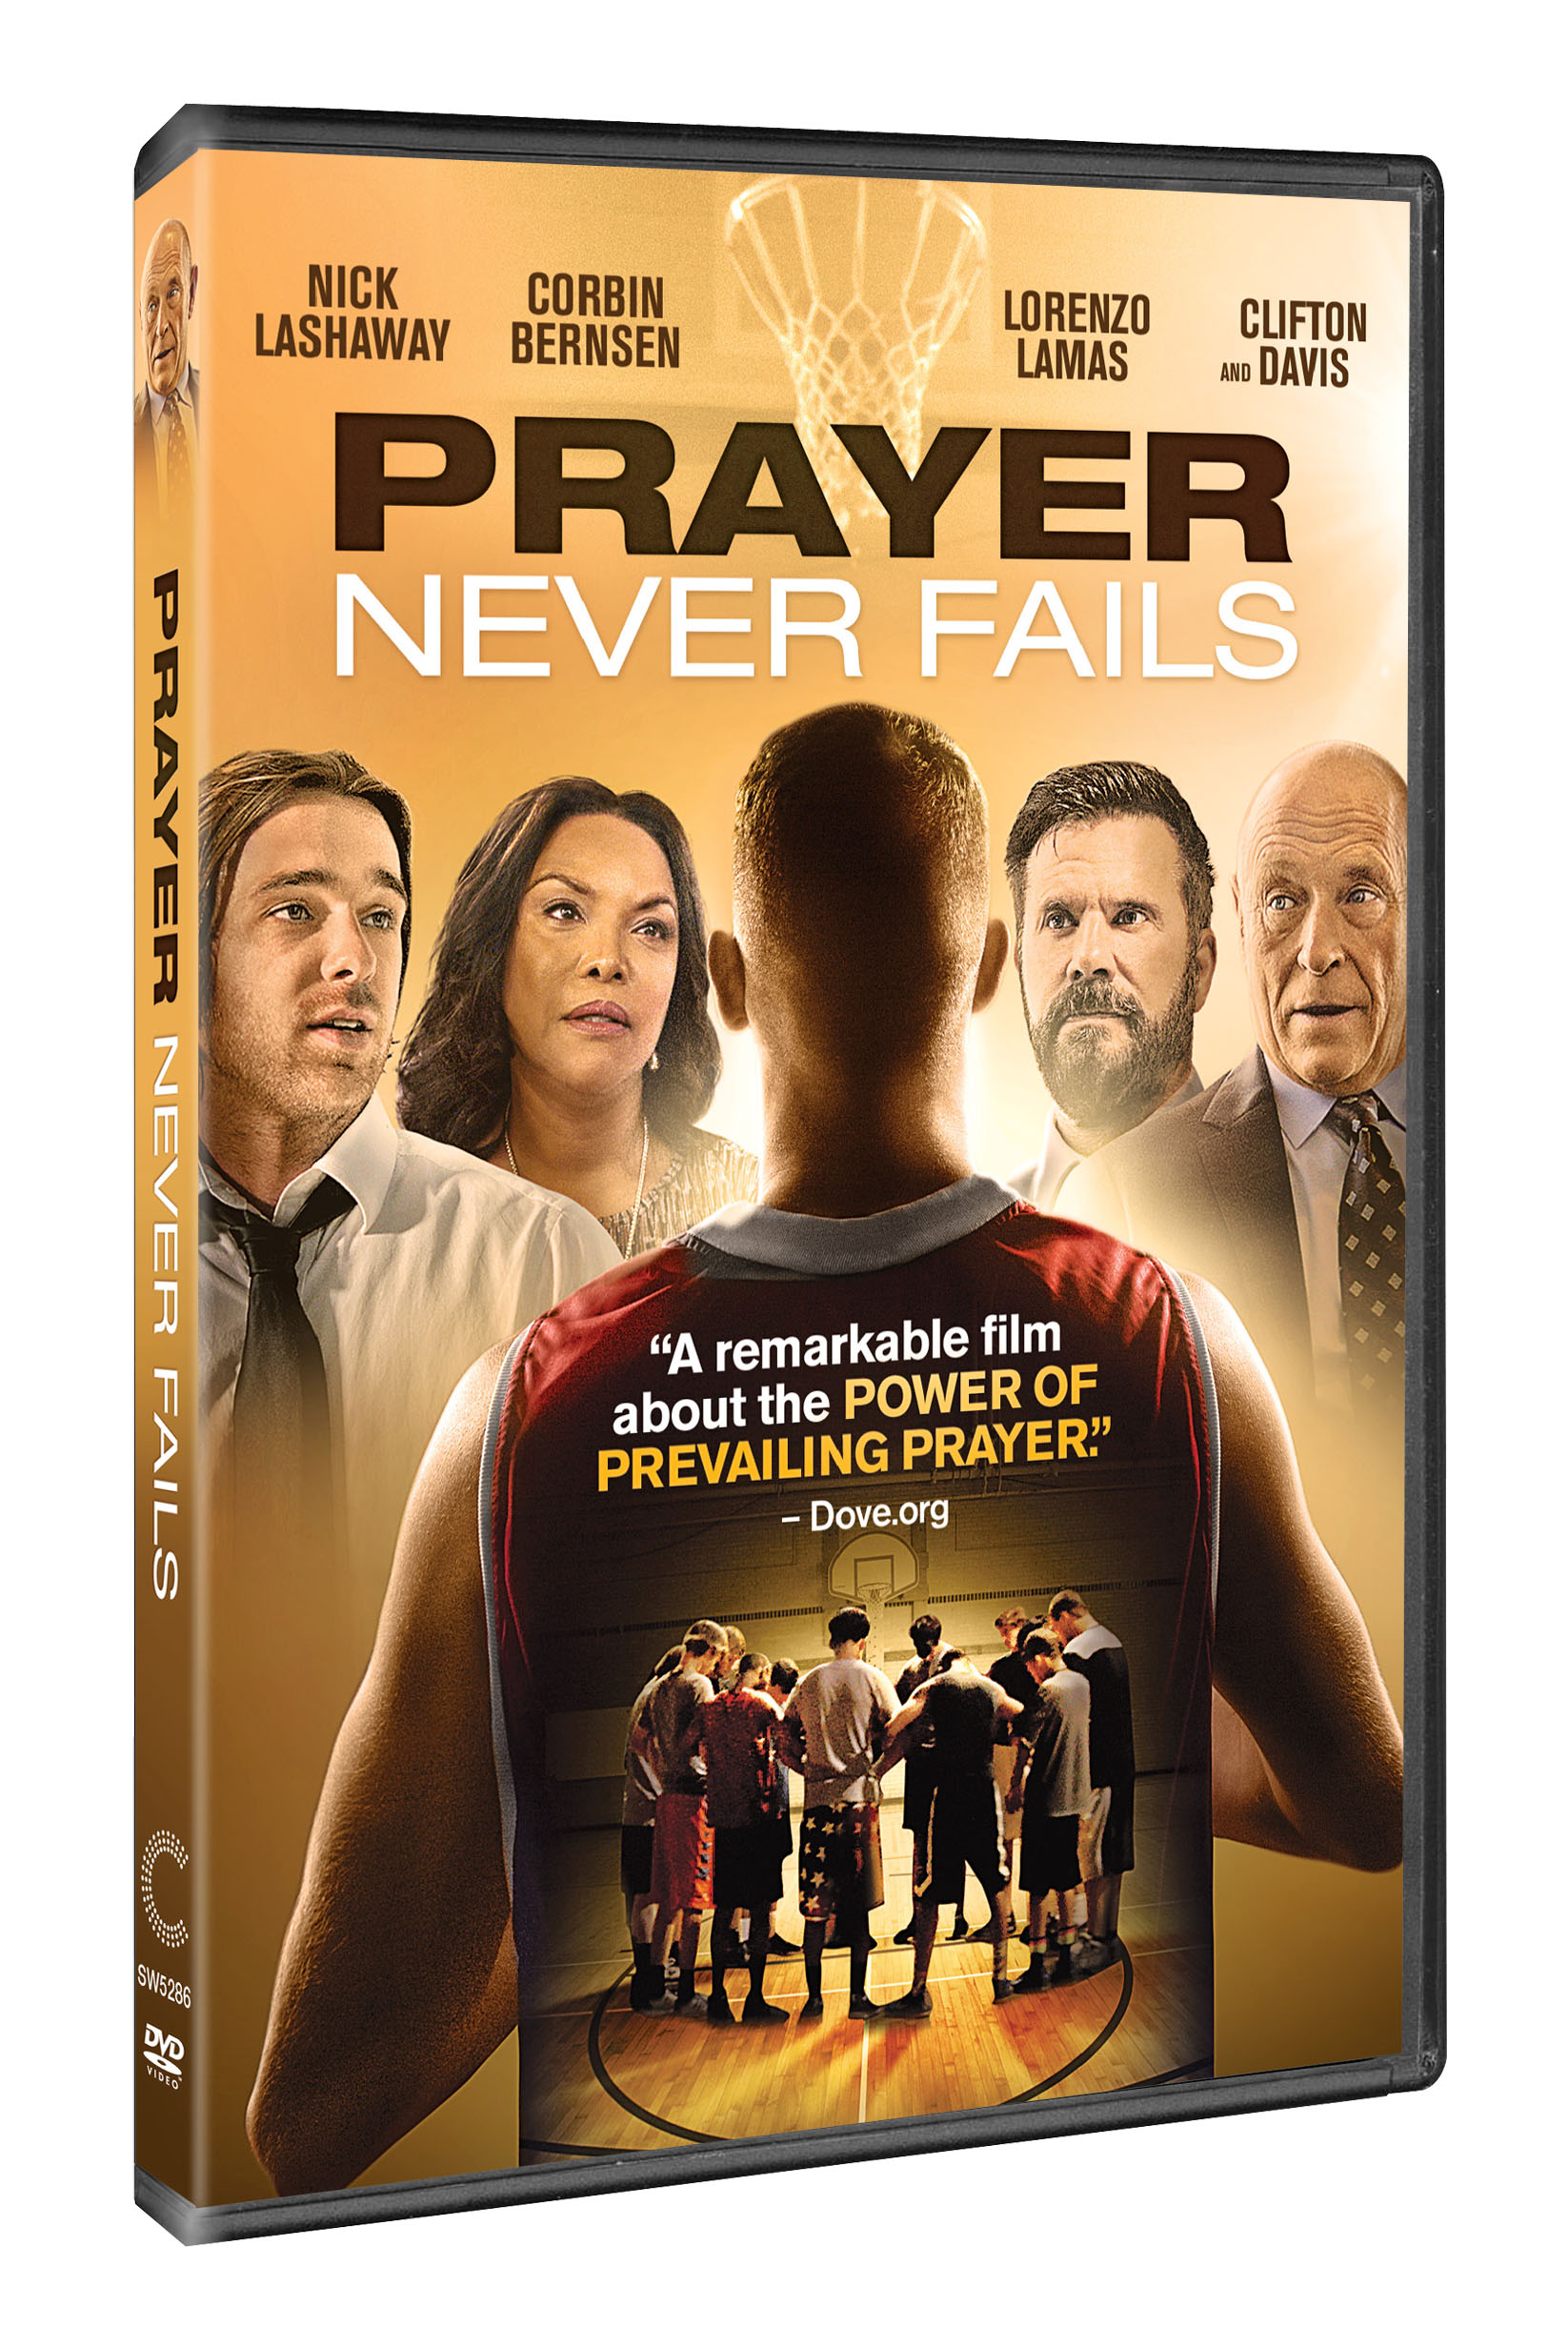 NICK
LASHAWAY
CORBIN
BERNSEN
LORENZO
LAMAS
CLIFTON
AND DAVIS
PRAYER
NEVER FAILS
“A remarkable film
about the POWER OF
PREVAILING PRAYER.”
– Dove.org
PRAYER NEVER FAILS
SW5286
DVD
VIDEO